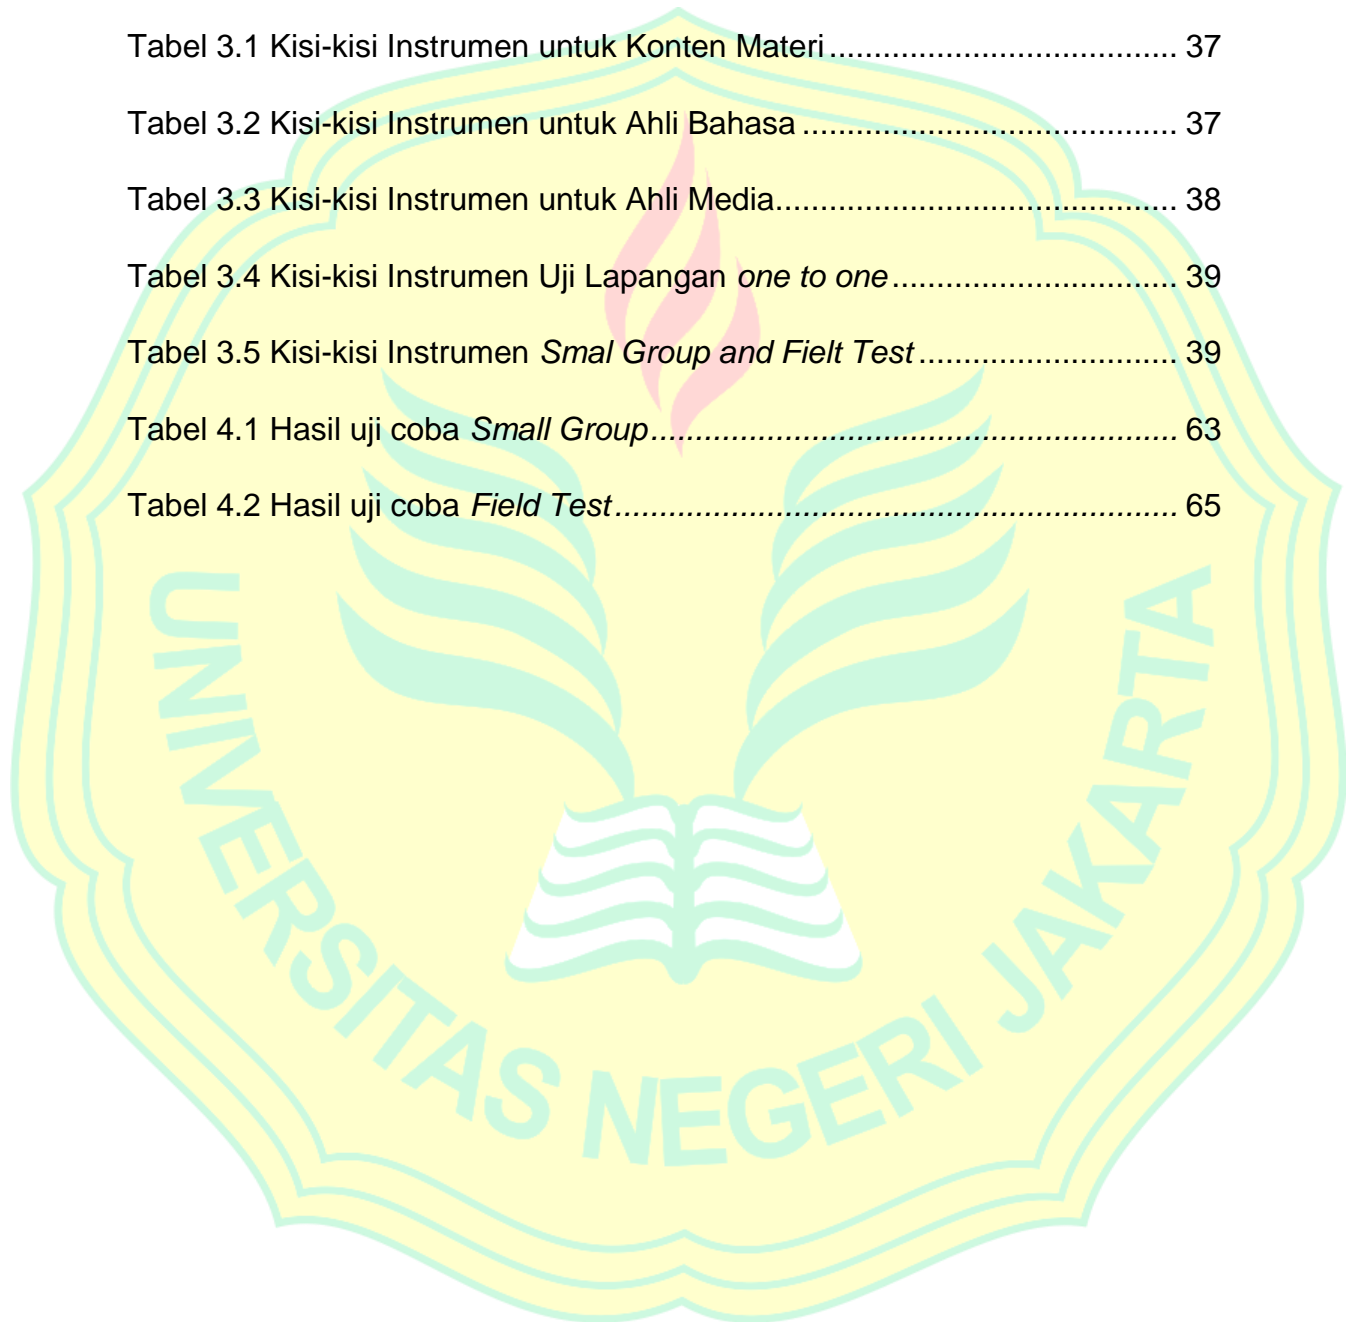 Tabel 3.1 Kisi-kisi Instrumen untuk Konten Materi ....................................... 37
Tabel 3.2 Kisi-kisi Instrumen untuk Ahli Bahasa .......................................... 37
Tabel 3.3 Kisi-kisi Instrumen untuk Ahli Media............................................. 38
Tabel 3.4 Kisi-kisi Instrumen Uji Lapangan one to one ................................ 39
Tabel 3.5 Kisi-kisi Instrumen Smal Group and Fielt Test ............................. 39
Tabel 4.1 Hasil uji coba Small Group........................................................... 63
Tabel 4.2 Hasil uji coba Field Test............................................................... 65
UNIVERSITAS NEGERI JAKARTA